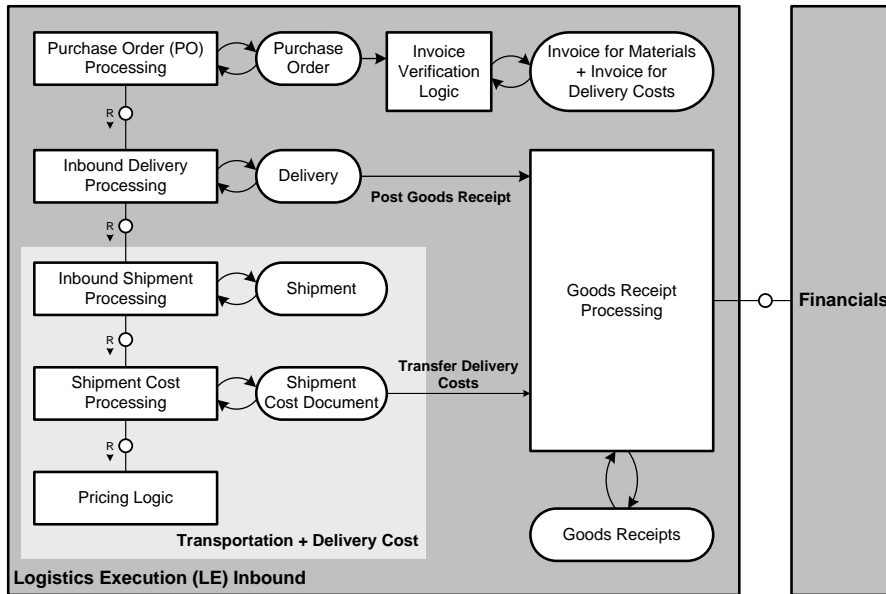 Purchase Order (PO)
Processing
Purchase
Order
Invoice
Verification
Logic
Invoice for Materials
+ Invoice for
Delivery Costs
R
Inbound Delivery
Processing
Delivery
Post Goods Receipt
R
Inbound Shipment
Processing
Shipment
Goods Receipt
Processing
Financials
R
Shipment Cost
Processing
Shipment
Cost Document
Transfer Delivery
Costs
R
Pricing Logic
Transportation + Delivery Cost
Goods Receipts
Logistics Execution (LE) Inbound